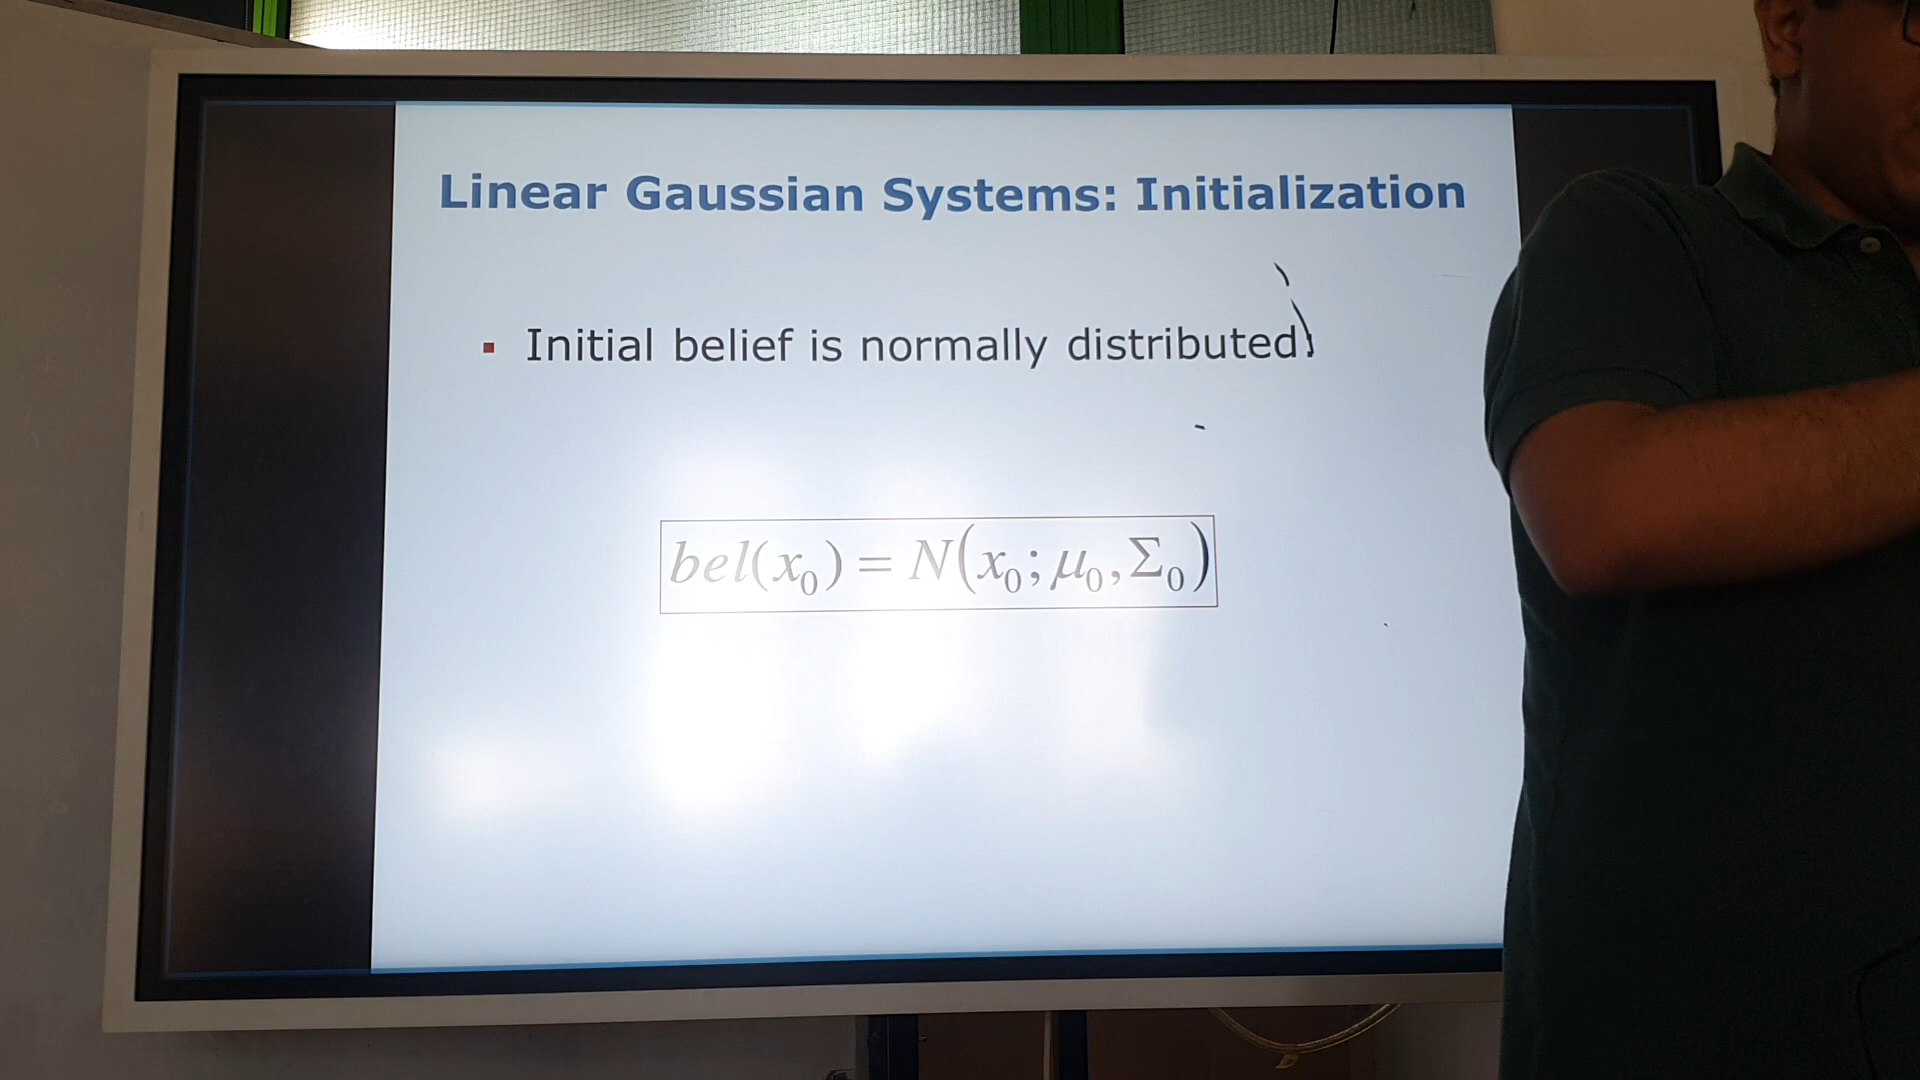 Linear Gaussian Systems: Initialization
▪ Initial belief is normally distributed:
bel(x₀) = N(x₀; μ₀, Σ₀)